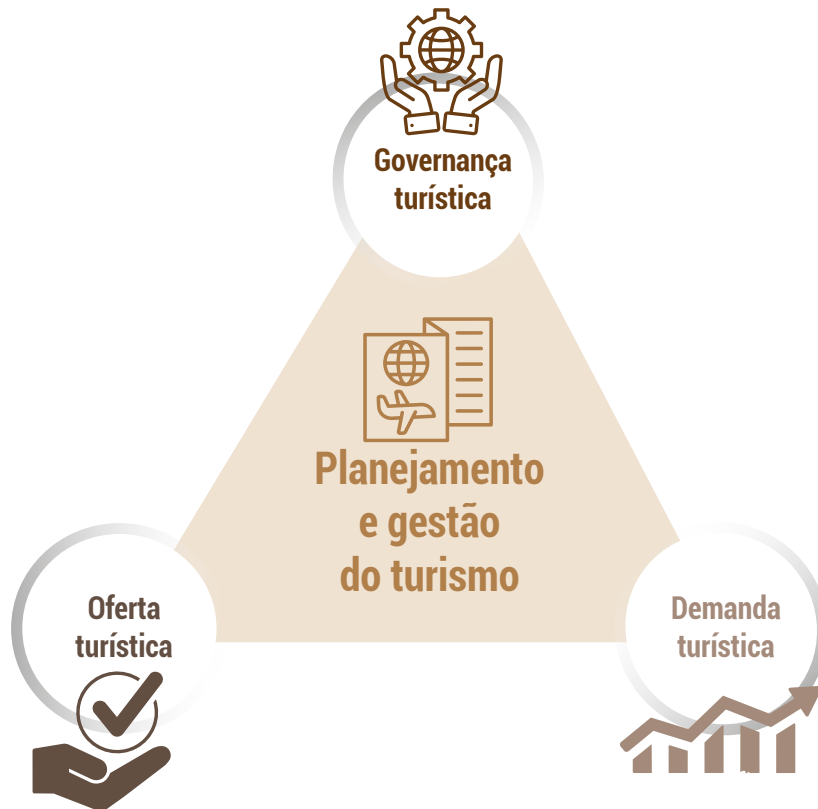 Governança
turística
Planejamento
e gestão
do turismo
Oferta
turística
Demanda
turística